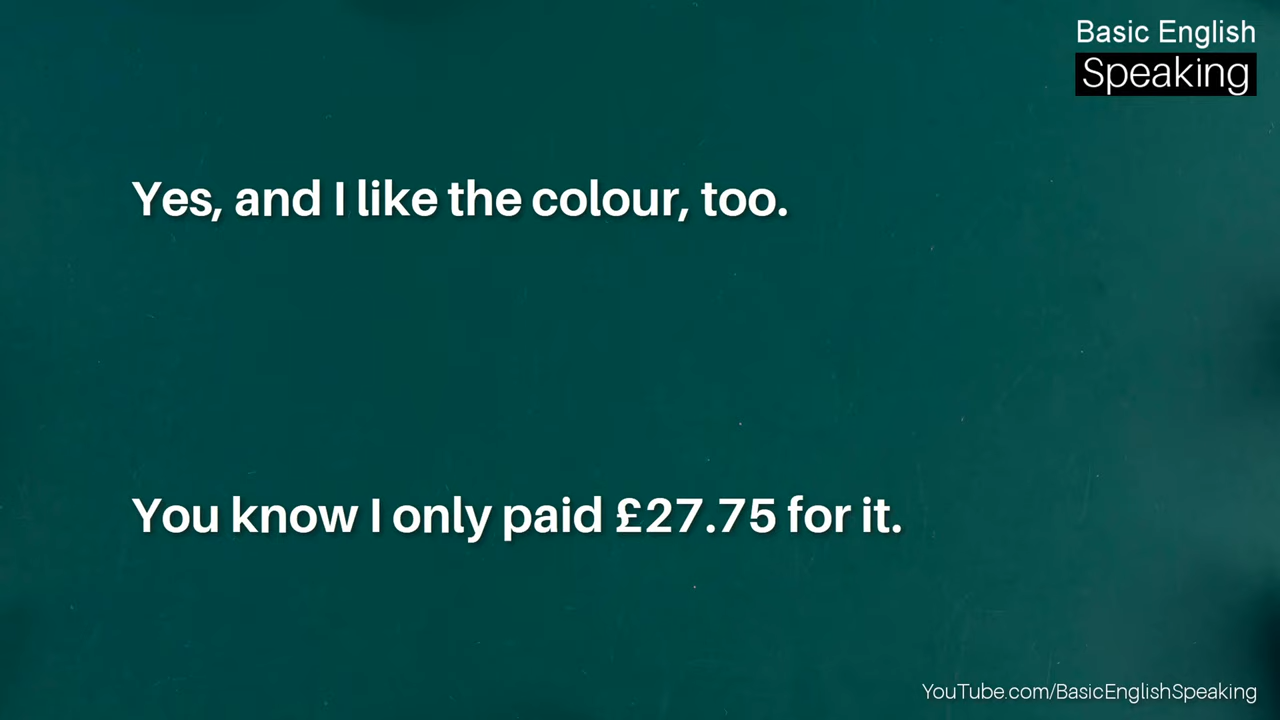 Basic English
Speaking
Yes, and I like the colour, too.
You know I only paid £27.75 for it.
YouTube.com/BasicEnglishSpeaking